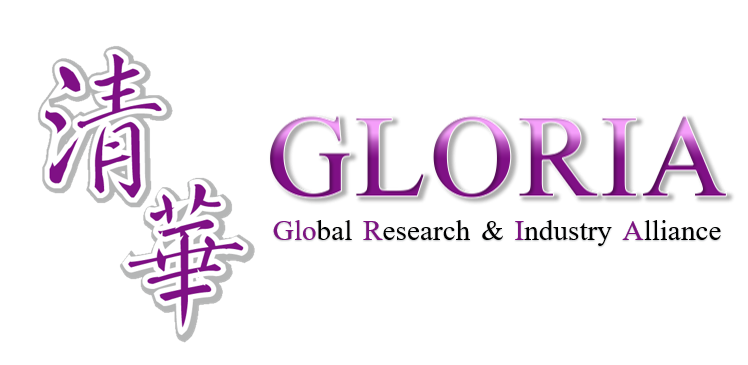 清華
GLORIA
Global Research & Industry Alliance